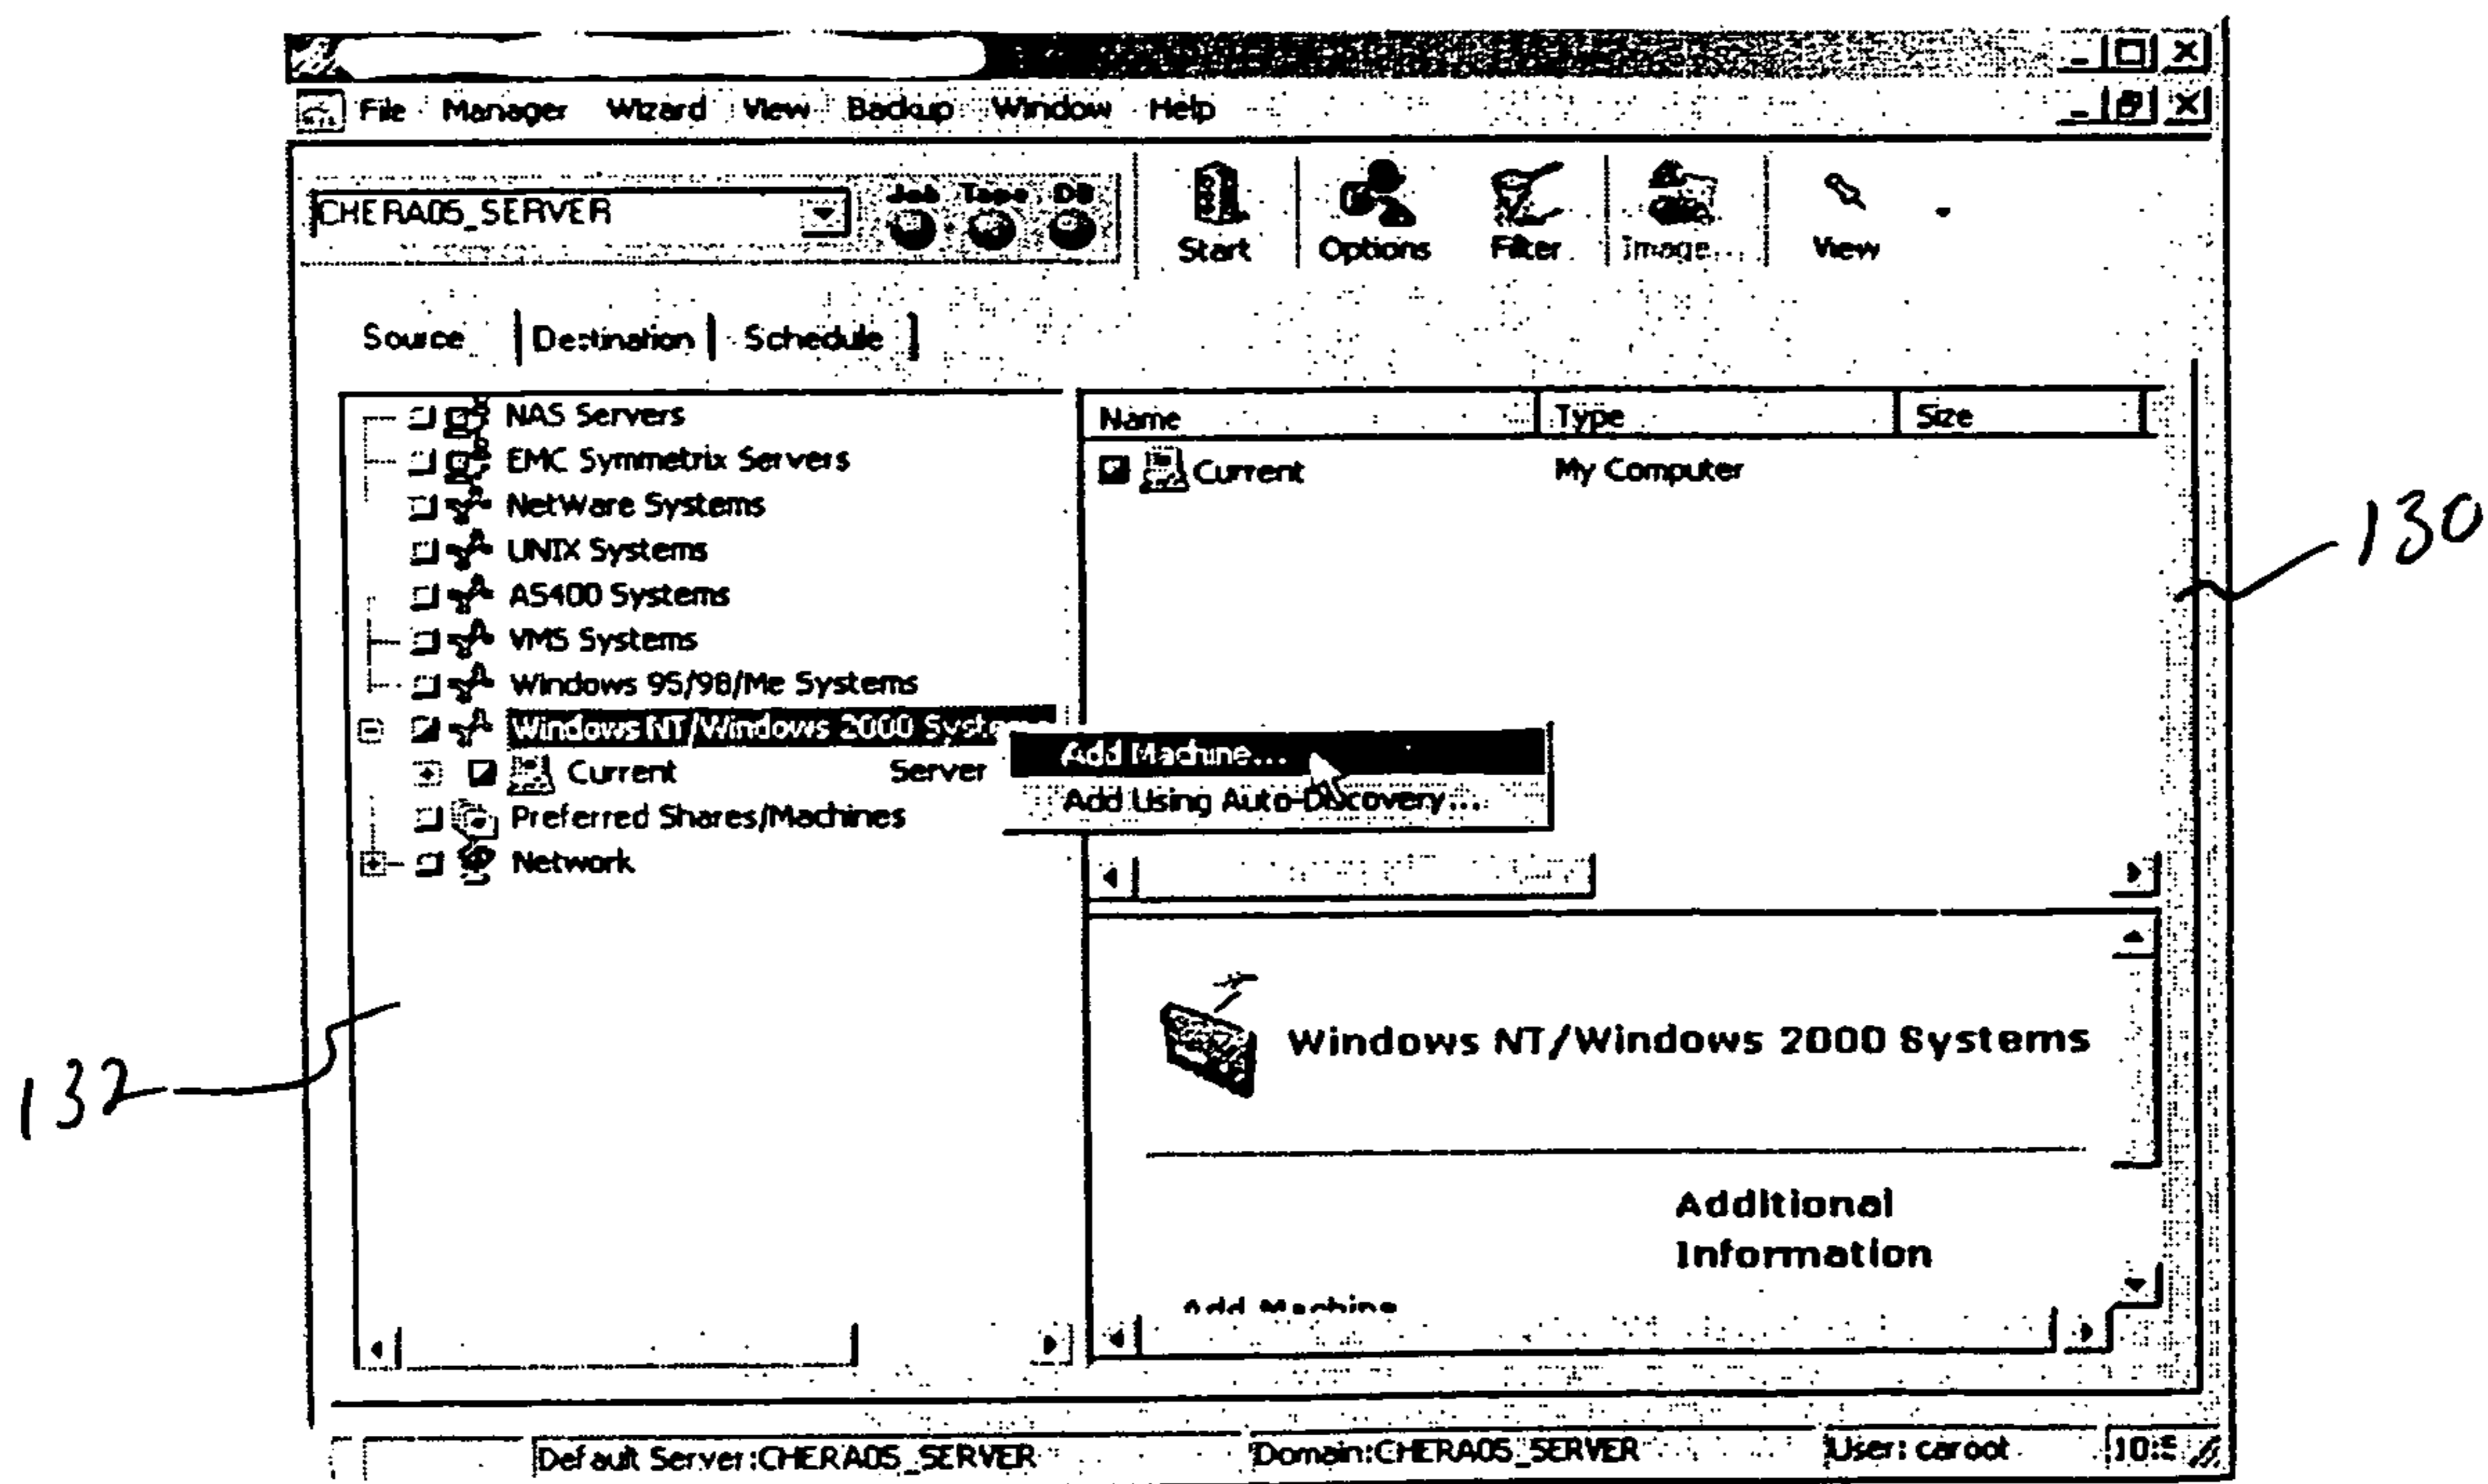 File Manager Wizard View Backup Window Help
CHERA05_SERVER
Job Tape DB
Start Options Filter Image... View
Source Destination Schedule
NAS Servers
EMC Symmetrix Servers
NetWare Systems
UNIX Systems
AS400 Systems
VMS Systems
Windows 95/98/Me Systems
Windows NT/Windows 2000 Syste
Current Server
Preferred Shares/Machines
Network
Name Type Size
Current My Computer
Add Machine...
Add Using Auto-Discovery...
130
132
Windows NT/Windows 2000 Systems
Additional
Information
Add Machine
Default Server:CHERA05_SERVER Domain:CHERA05_SERVER User: caroot